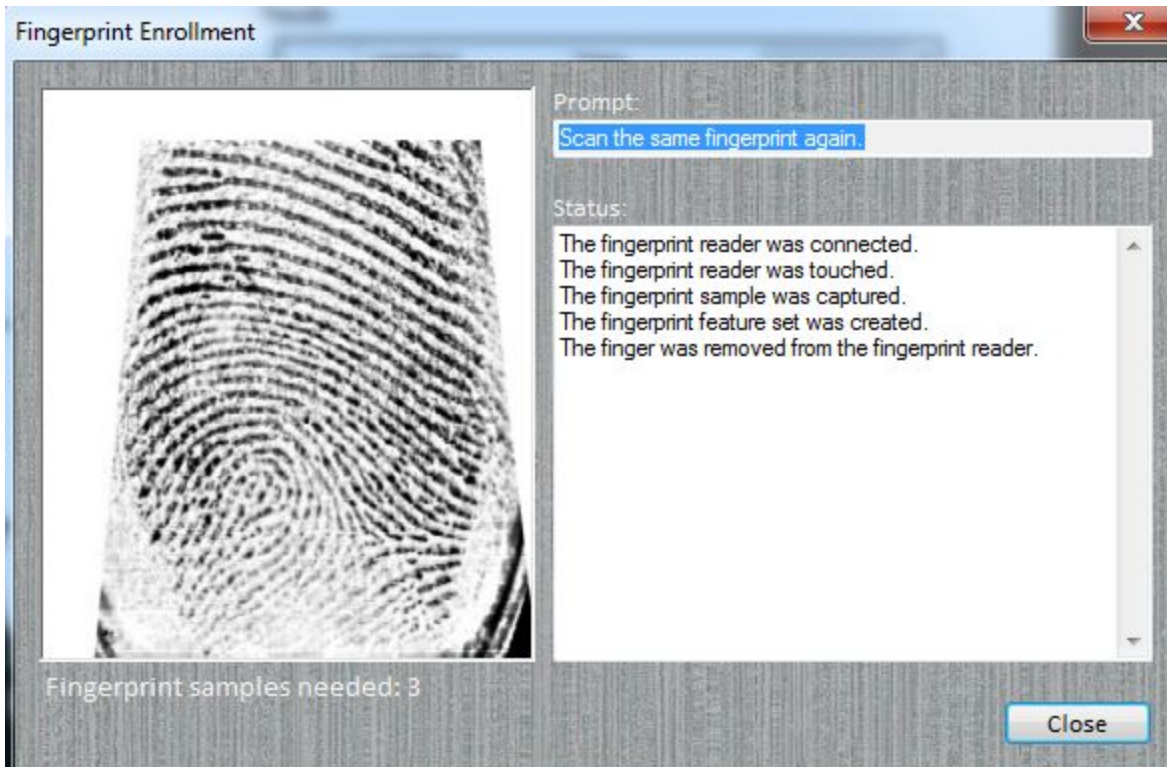 Fingerprint Enrollment
Prompt:
Scan the same fingerprint again.
Status:
The fingerprint reader was connected.
The fingerprint reader was touched.
The fingerprint sample was captured.
The fingerprint feature set was created.
The finger was removed from the fingerprint reader.
Fingerprint samples needed: 3
Close